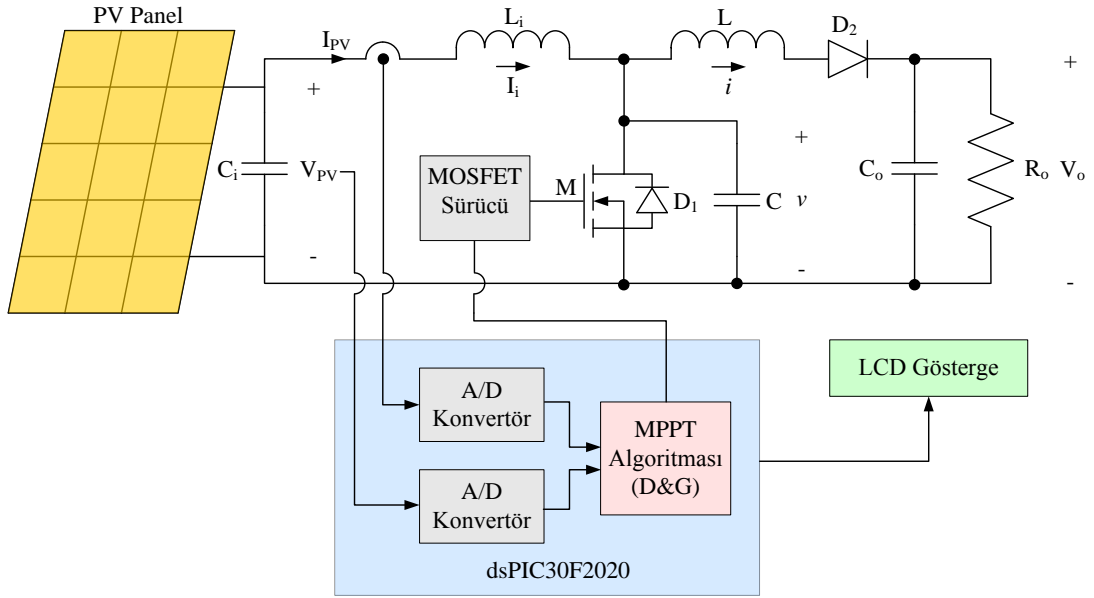 PV Panel
I_PV
L_i
I_i
L
i
D_2
+
+
C_i
V_PV
-
MOSFET
Sürücü
M
D_1
+
C
v
-
C_o
R_o
V_o
-
A/D
Konvertör
A/D
Konvertör
MPPT
Algoritması
(D&G)
LCD Gösterge
dsPIC30F2020